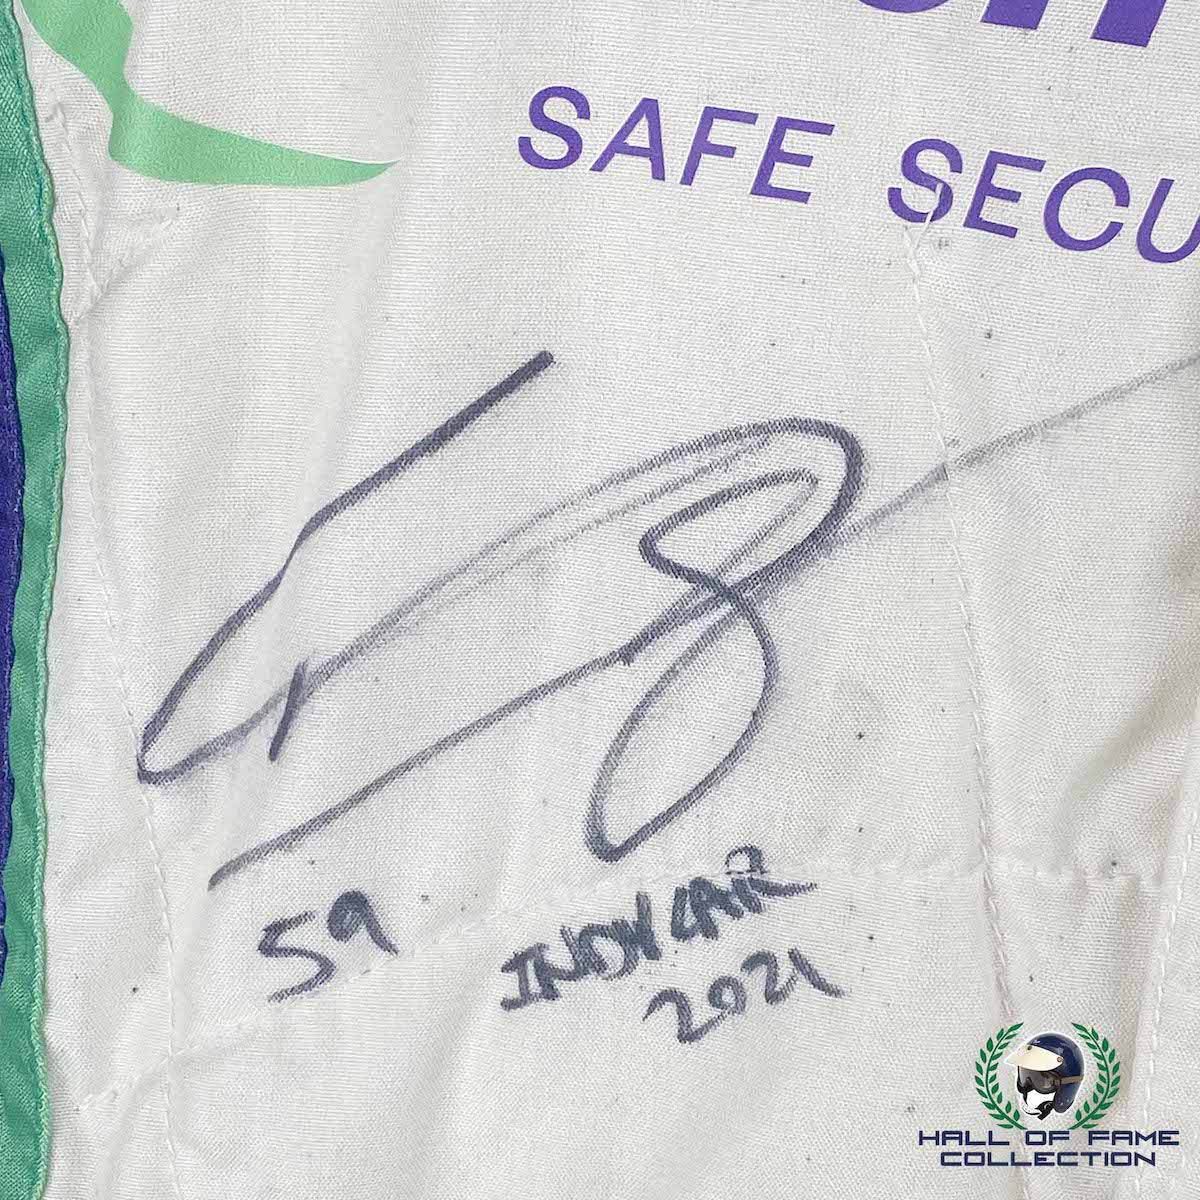 SAFE SECU
59
INDYCAR
2021
HALL OF FAME
COLLECTION